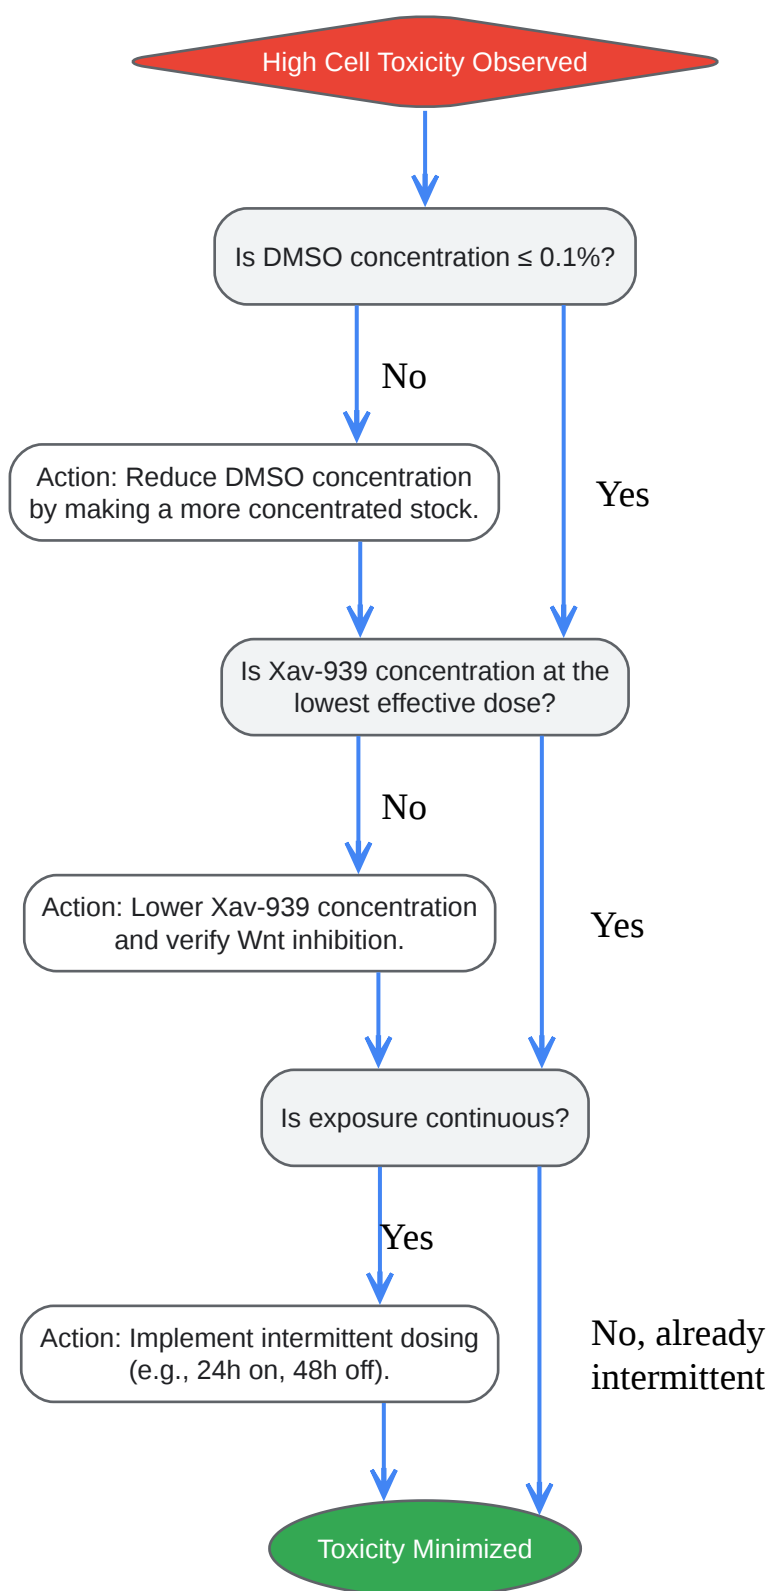 High Cell Toxicity Observed
Is DMSO concentration ≤ 0.1%?
No
Action: Reduce DMSO concentration
by making a more concentrated stock.
Yes
Is Xav-939 concentration at the
lowest effective dose?
No
Action: Lower Xav-939 concentration
and verify Wnt inhibition.
Yes
Is exposure continuous?
Yes
Action: Implement intermittent dosing
(e.g., 24h on, 48h off).
No, already
intermittent
Toxicity Minimized